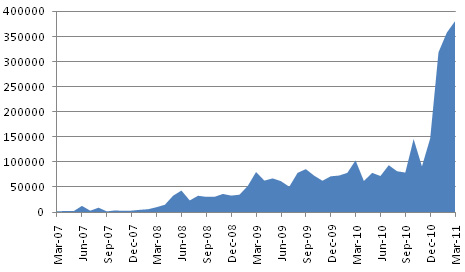 400000
350000
300000
250000
200000
150000
100000
50000
0
Mar-07
Jun-07
Sep-07
Dec-07
Mar-08
Jun-08
Sep-08
Dec-08
Mar-09
Jun-09
Sep-09
Dec-09
Mar-10
Jun-10
Sep-10
Dec-10
Mar-11